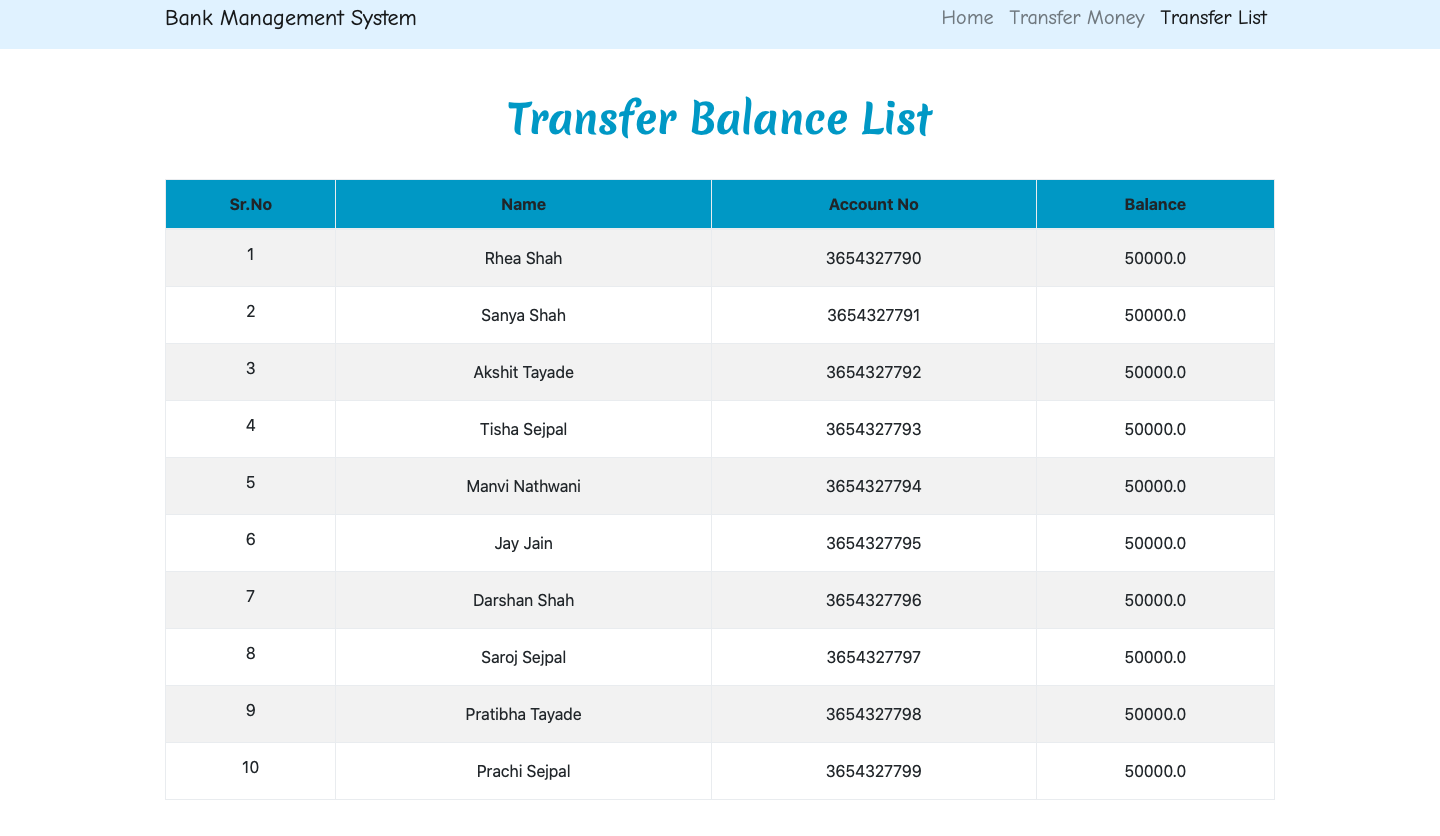 Bank Management System Home Transfer Money Transfer List
Transfer Balance List
Sr.No Name Account No Balance
1 Rhea Shah 3654327790 50000.0
2 Sanya Shah 3654327791 50000.0
3 Akshit Tayade 3654327792 50000.0
4 Tisha Sejpal 3654327793 50000.0
5 Manvi Nathwani 3654327794 50000.0
6 Jay Jain 3654327795 50000.0
7 Darshan Shah 3654327796 50000.0
8 Saroj Sejpal 3654327797 50000.0
9 Pratibha Tayade 3654327798 50000.0
10 Prachi Sejpal 3654327799 50000.0